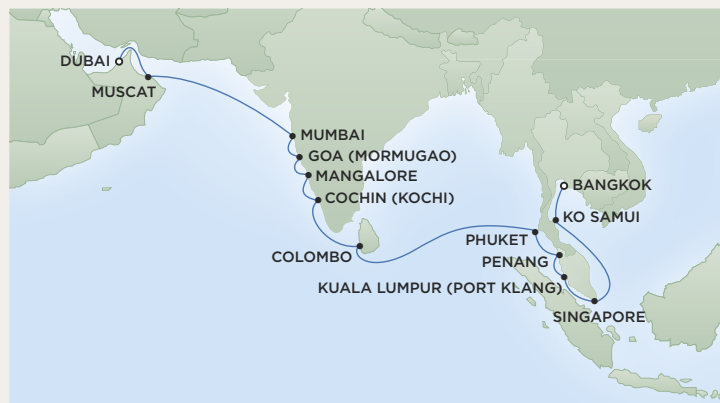 DUBAI
MUSCAT
MUMBAI
GOA (MORMUGAO)
MANGALORE
COCHIN (KOCHI)
COLOMBO
PHUKET
PENANG
KUALA LUMPUR (PORT KLANG)
SINGAPORE
KO SAMUI
BANGKOK